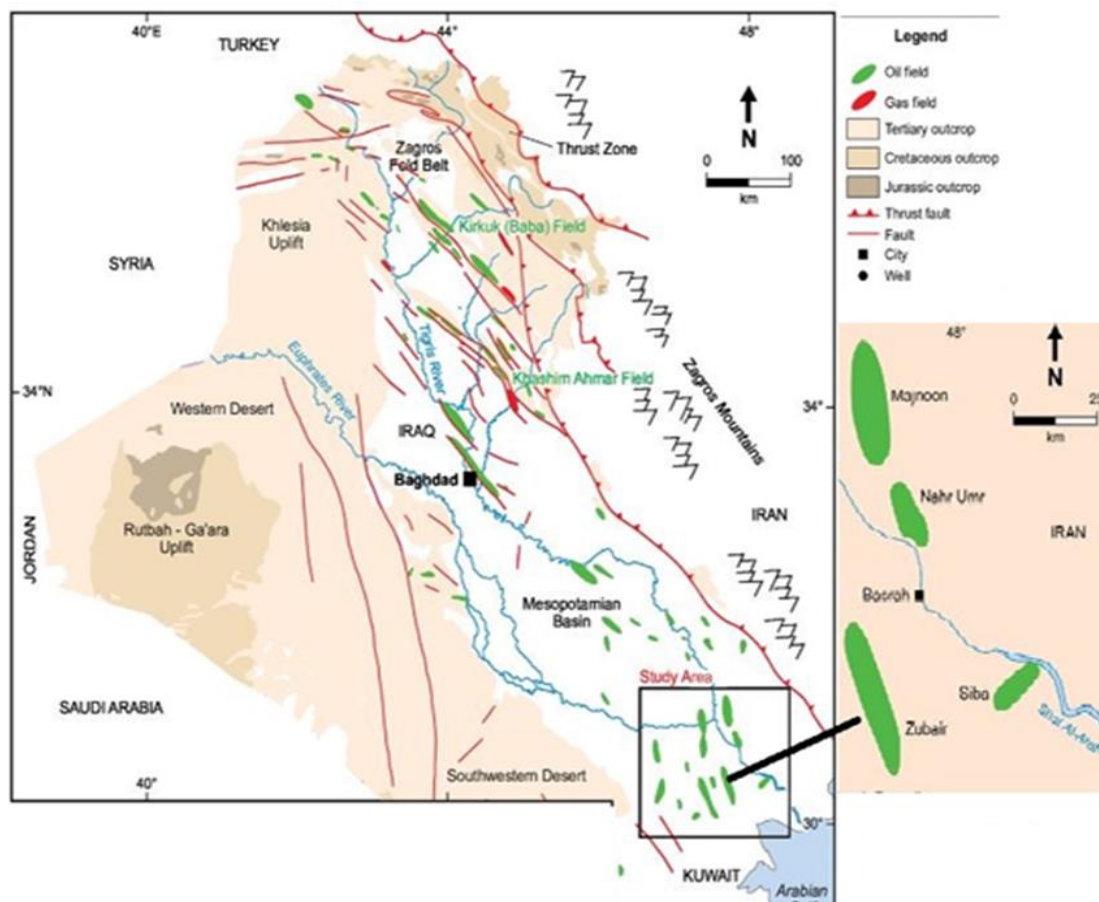 40°E
44°
48°
TURKEY
N
0
100
km
Thrust Zone
Zagros
Fold Belt
Kirkuk (Baba) Field
Khlesia
Uplift
SYRIA
Tigris River
Euphrates River
Khashim Ahmar Field
Zagros Mountains
34°N
34°
Western Desert
IRAQ
Baghdad
IRAN
JORDAN
Rutbah - Ga'ara
Uplift
Mesopotamian
Basin
Study Area
SAUDI ARABIA
Southwestern Desert
40°
30°
KUWAIT
Arabian
Legend
Oil field
Gas field
Tertiary outcrop
Cretaceous outcrop
Jurassic outcrop
Thrust fault
Fault
City
Well
48°
N
0
25
km
Majnoon
Nahr Umr
IRAN
Basrah
Siba
Zubair